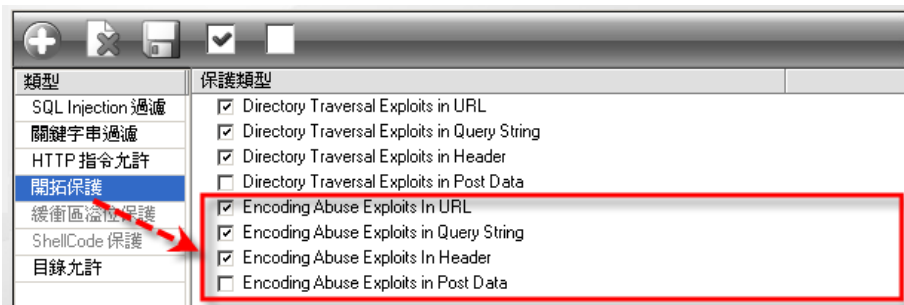 類型
保護類型
SQL Injection 過濾
關鍵字串過濾
HTTP 指令允許
開拓保護
緩衝區溢位保護
ShellCode 保護
目錄允許
Directory Traversal Exploits in URL
Directory Traversal Exploits in Query String
Directory Traversal Exploits in Header
Directory Traversal Exploits in Post Data
Encoding Abuse Exploits In URL
Encoding Abuse Exploits in Query String
Encoding Abuse Exploits In Header
Encoding Abuse Exploits in Post Data